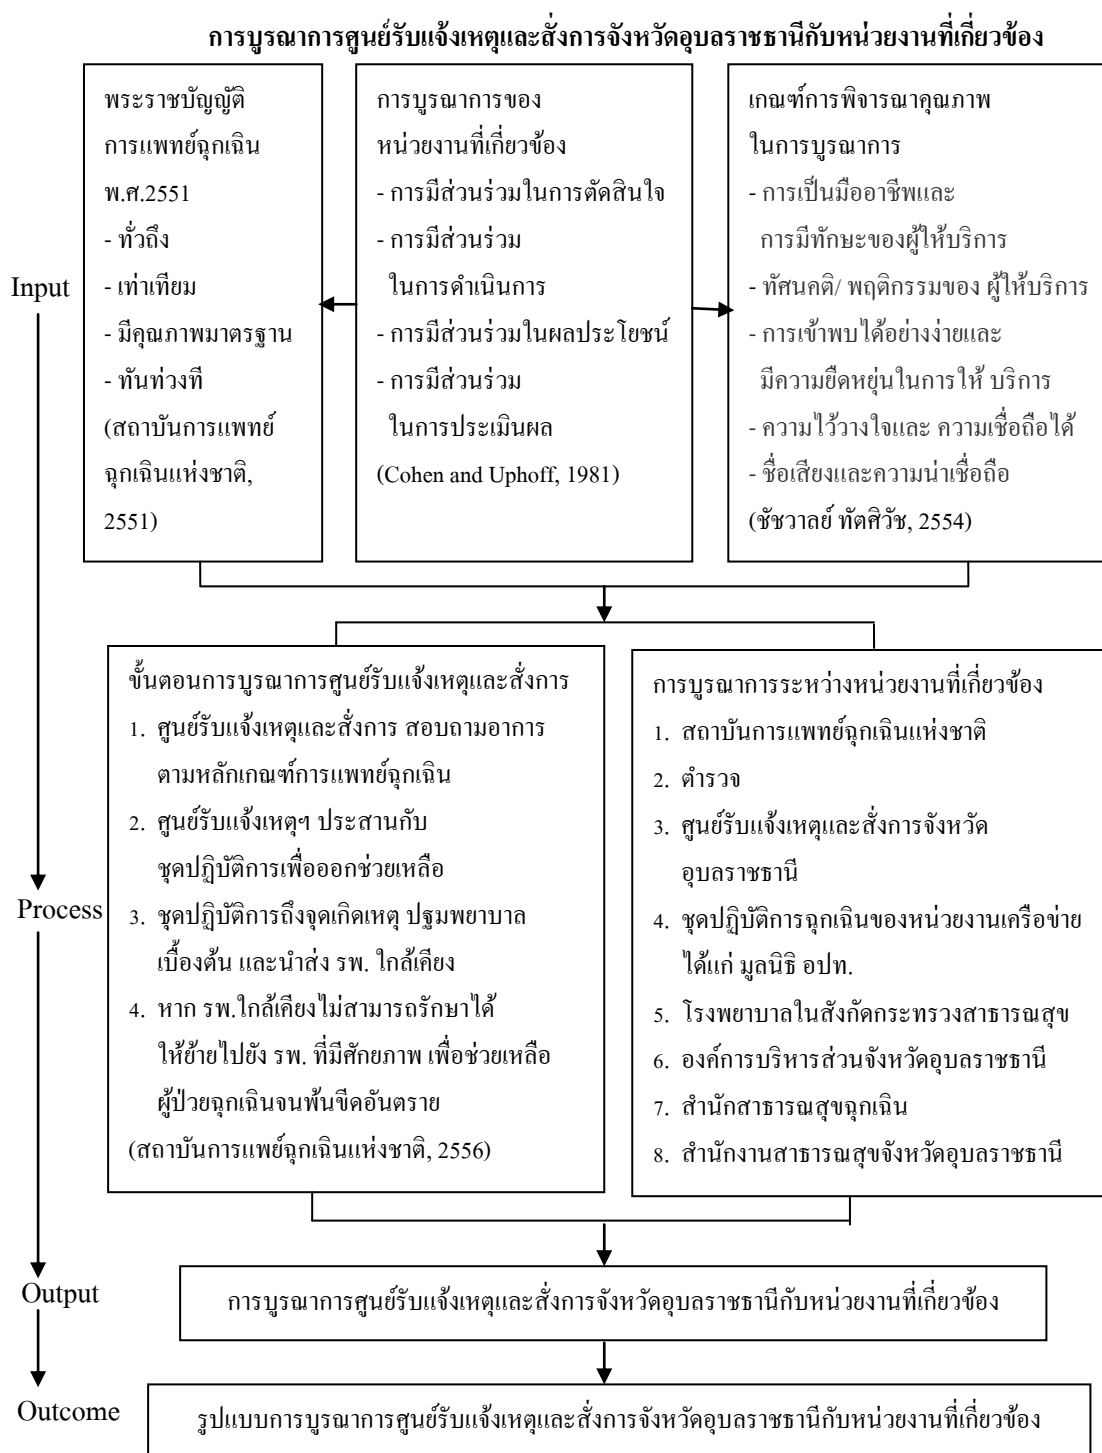 การบูรณาการศูนย์รับแจ้งเหตุและสั่งการจังหวัดอุบลราชธานีกับหน่วยงานที่เกี่ยวข้อง
Input
พระราชบัญญัติ
การแพทย์ฉุกเฉิน
พ.ศ.2551
- ทั่วถึง
- เท่าเทียม
- มีคุณภาพมาตรฐาน
- ทันท่วงที
(สถาบันการแพทย์
ฉุกเฉินแห่งชาติ,
2551)
การบูรณาการของ
หน่วยงานที่เกี่ยวข้อง
- การมีส่วนร่วมในการตัดสินใจ
- การมีส่วนร่วม
ในการดำเนินการ
- การมีส่วนร่วมในผลประโยชน์
- การมีส่วนร่วม
ในการประเมินผล
(Cohen and Uphoff, 1981)
เกณฑ์การพิจารณาคุณภาพ
ในการบูรณาการ
- การเป็นมืออาชีพและ
การมีทักษะของผู้ให้บริการ
- ทัศนคติ/ พฤติกรรมของ ผู้ให้บริการ
- การเข้าพบได้อย่างง่ายและ
มีความยืดหยุ่นในการให้ บริการ
- ความไว้วางใจและ ความเชื่อถือได้
- ชื่อเสียงและความน่าเชื่อถือ
(ชัชวาลย์ ทัตศิวัช, 2554)
Process
ขั้นตอนการบูรณาการศูนย์รับแจ้งเหตุและสั่งการ
1. ศูนย์รับแจ้งเหตุและสั่งการ สอบถามอาการ
ตามหลักเกณฑ์การแพทย์ฉุกเฉิน
2. ศูนย์รับแจ้งเหตุฯ ประสานกับ
ชุดปฏิบัติการเพื่อออกช่วยเหลือ
3. ชุดปฏิบัติการถึงจุดเกิดเหตุ ปฐมพยาบาล
เบื้องต้น และนำส่ง รพ. ใกล้เคียง
4. หาก รพ.ใกล้เคียงไม่สามารถรักษาได้
ให้ย้ายไปยัง รพ. ที่มีศักยภาพ เพื่อช่วยเหลือ
ผู้ป่วยฉุกเฉินจนพ้นขีดอันตราย
(สถาบันการแพย์ฉุกเฉินแห่งชาติ, 2556)
การบูรณาการระหว่างหน่วยงานที่เกี่ยวข้อง
1. สถาบันการแพทย์ฉุกเฉินแห่งชาติ
2. ตำรวจ
3. ศูนย์รับแจ้งเหตุและสั่งการจังหวัด
อุบลราชธานี
4. ชุดปฏิบัติการฉุกเฉินของหน่วยงานเครือข่าย
ได้แก่ มูลนิธิ อปท.
5. โรงพยาบาลในสังกัดกระทรวงสาธารณสุข
6. องค์การบริหารส่วนจังหวัดอุบลราชธานี
7. สำนักสาธารณสุขฉุกเฉิน
8. สำนักงานสาธารณสุขจังหวัดอุบลราชธานี
Output
การบูรณาการศูนย์รับแจ้งเหตุและสั่งการจังหวัดอุบลราชธานีกับหน่วยงานที่เกี่ยวข้อง
Outcome
รูปแบบการบูรณาการศูนย์รับแจ้งเหตุและสั่งการจังหวัดอุบลราชธานีกับหน่วยงานที่เกี่ยวข้อง